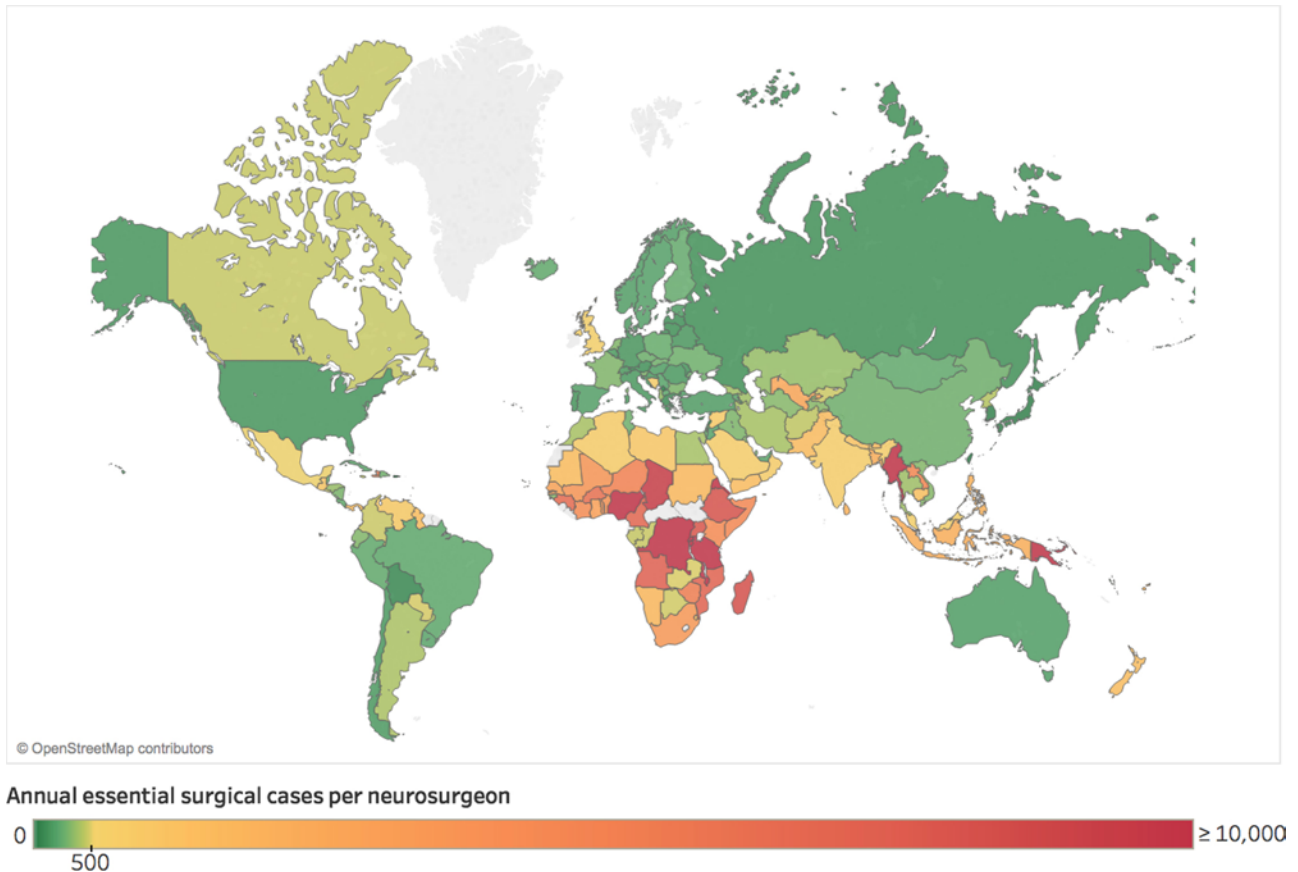 © OpenStreetMap contributors
Annual essential surgical cases per neurosurgeon
0
≥ 10,000
500